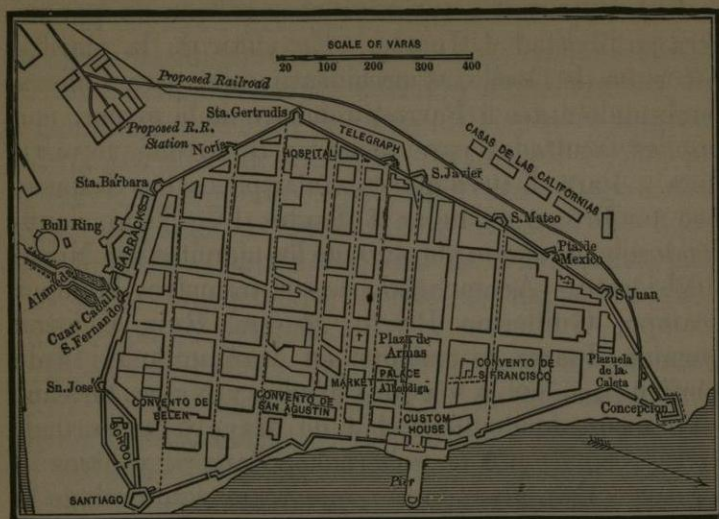 SCALE OF VARAS
20 100 200 300 400
Proposed Railroad
Proposed R.R.
Station
Sta. Gertrudis
Noria
HOSPITAL
TELEGRAPH
S. Javier
CASAS DE LAS CALIFORNIAS
Sta. Bárbara
S. Mateo
Bull Ring
BARRACKS
Pta. de
Mexico
Alameda
Cuart Caball
S. Fernando
S. Juan
Plaza de
Armas
Sn. José
MARKET
PALACE
Alhondiga
CONVENTO DE
S. FRANCISCO
Plazuela
de la
Caleta
CONVENTO DE
BELEN
CONVENTO DE
SAN AGUSTIN
CUSTOM
HOUSE
Concepcion
SANTIAGO
Pier